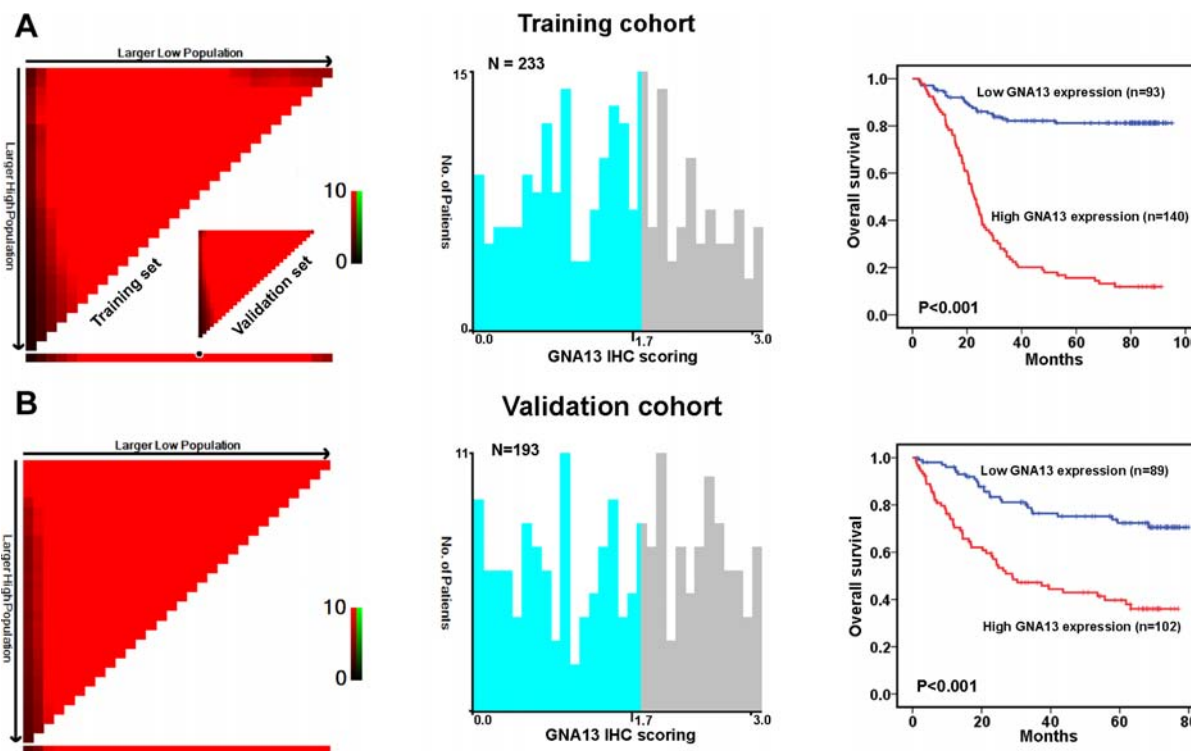 A
Larger Low Population
Larger High Population
10
0
Training set
Validation set
Training cohort
N = 233
15
No. of Patients
0
0.0
1.7
3.0
GNA13 IHC scoring
1.0
0.8
0.6
0.4
0.2
0.0
Overall survival
Low GNA13 expression (n=93)
High GNA13 expression (n=140)
P<0.001
0
20
40
60
80
100
Months
B
Larger Low Population
Larger High Population
10
0
Validation cohort
N=193
11
No. of Patients
0
0.0
1.7
3.0
GNA13 IHC scoring
1.0
0.8
0.6
0.4
0.2
0.0
Overall survival
Low GNA13 expression (n=89)
High GNA13 expression (n=102)
P<0.001
0
20
40
60
80
Months